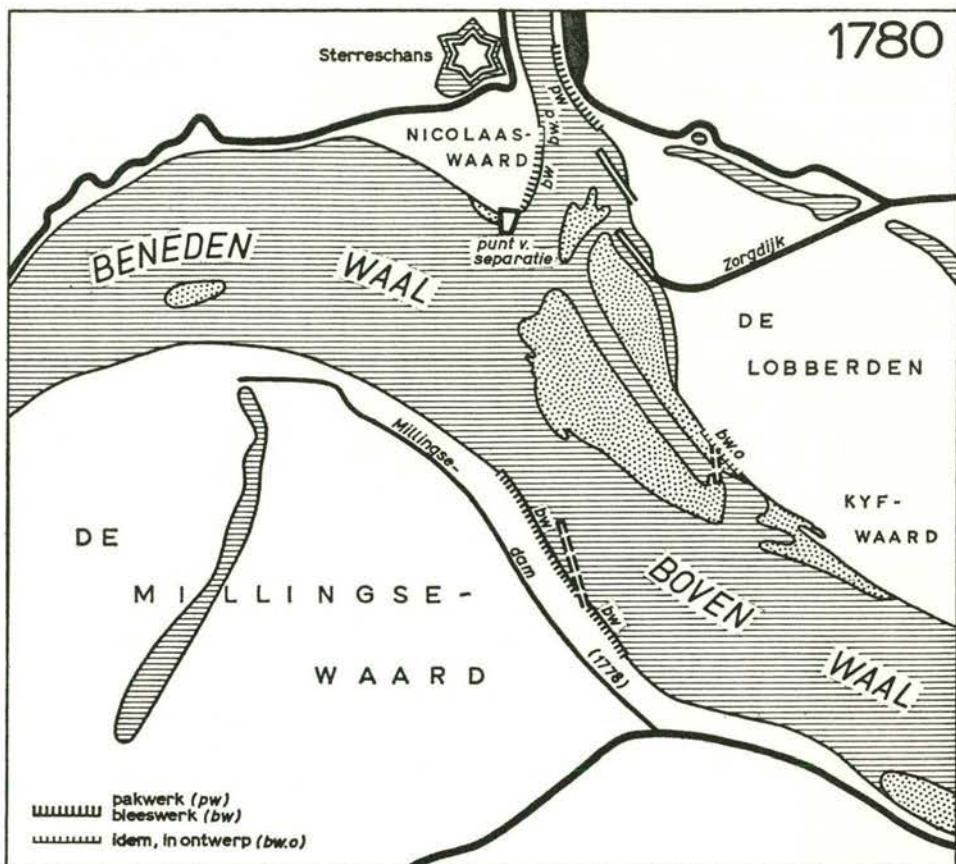 1780
Sterreschans
NICOLAAS-
WAARD
pw
bw.d
bw.
punt v.
separatie
BENEDEN
WAAL
Zorgdijk
DE
LOBBERDEN
bw.o
KYF-
WAARD
Millingse-
dam
(1778)
bw.
bw.
DE
MILLINGSE-
WAARD
BOVEN
WAAL
pakwerk (pw)
bleeswerk (bw)
idem, in ontwerp (bw.o)